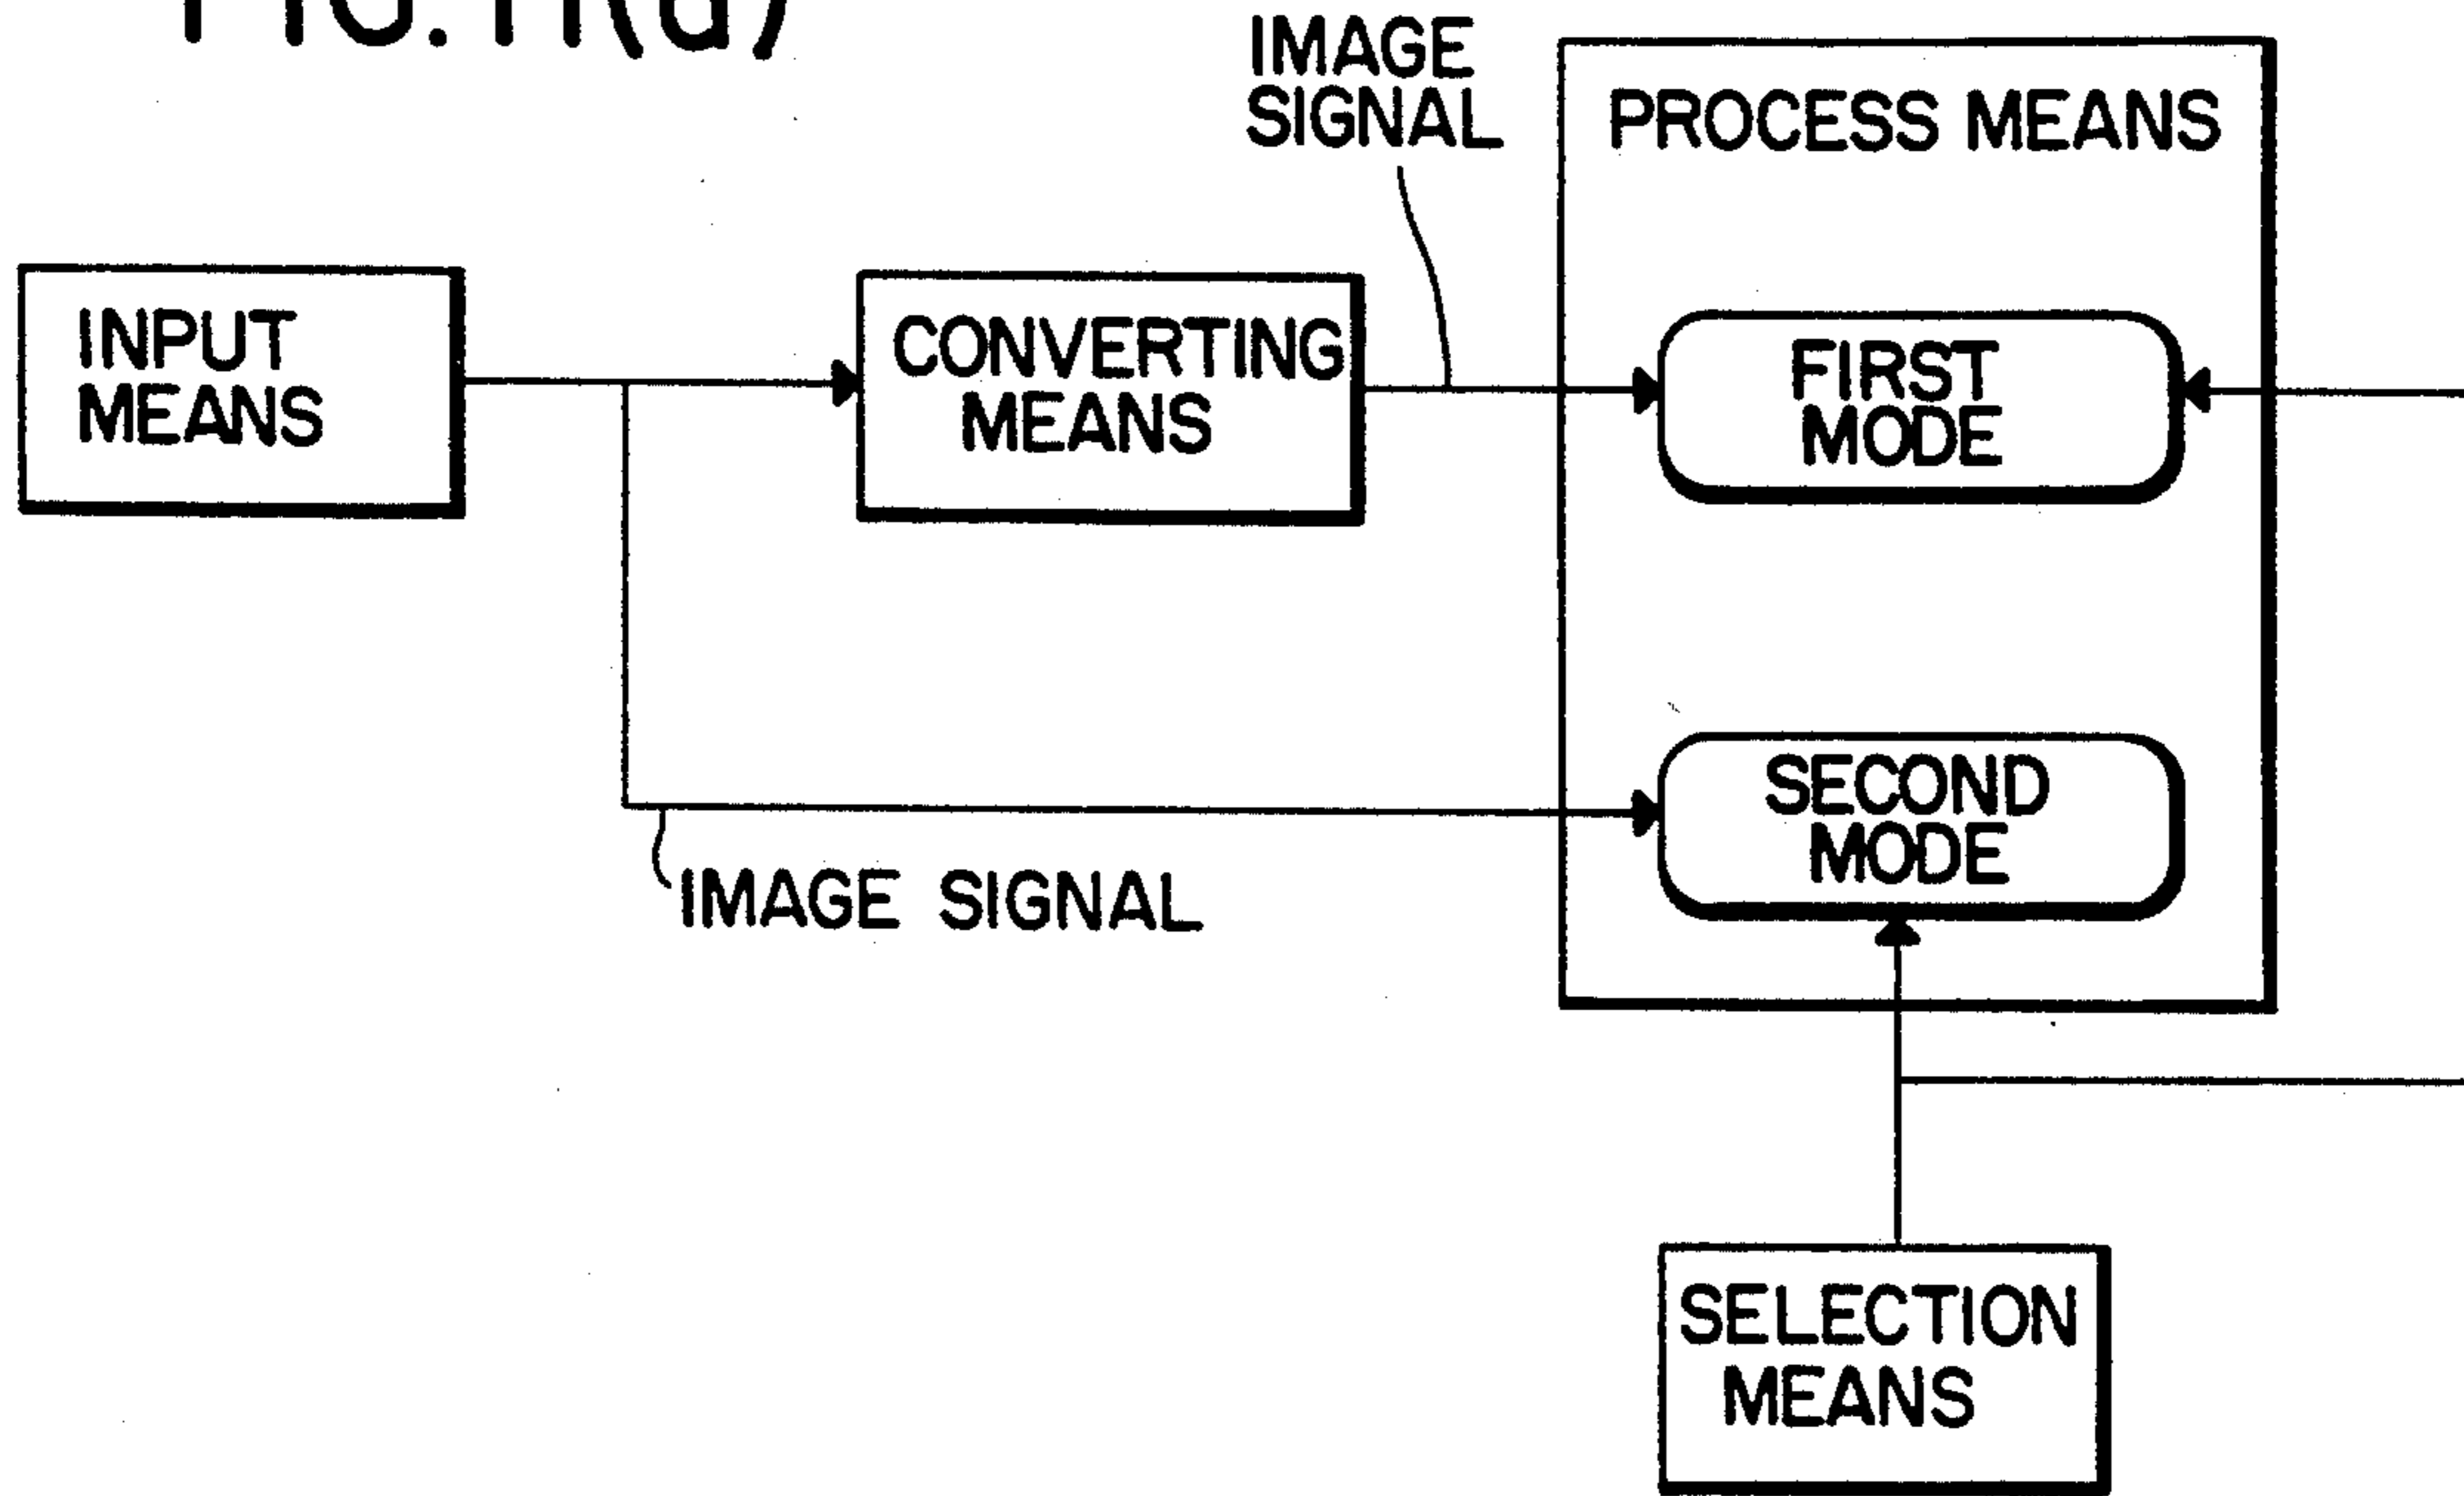 IMAGE
SIGNAL
PROCESS MEANS
INPUT
MEANS
CONVERTING
MEANS
FIRST
MODE
SECOND
MODE
IMAGE SIGNAL
SELECTION
MEANS